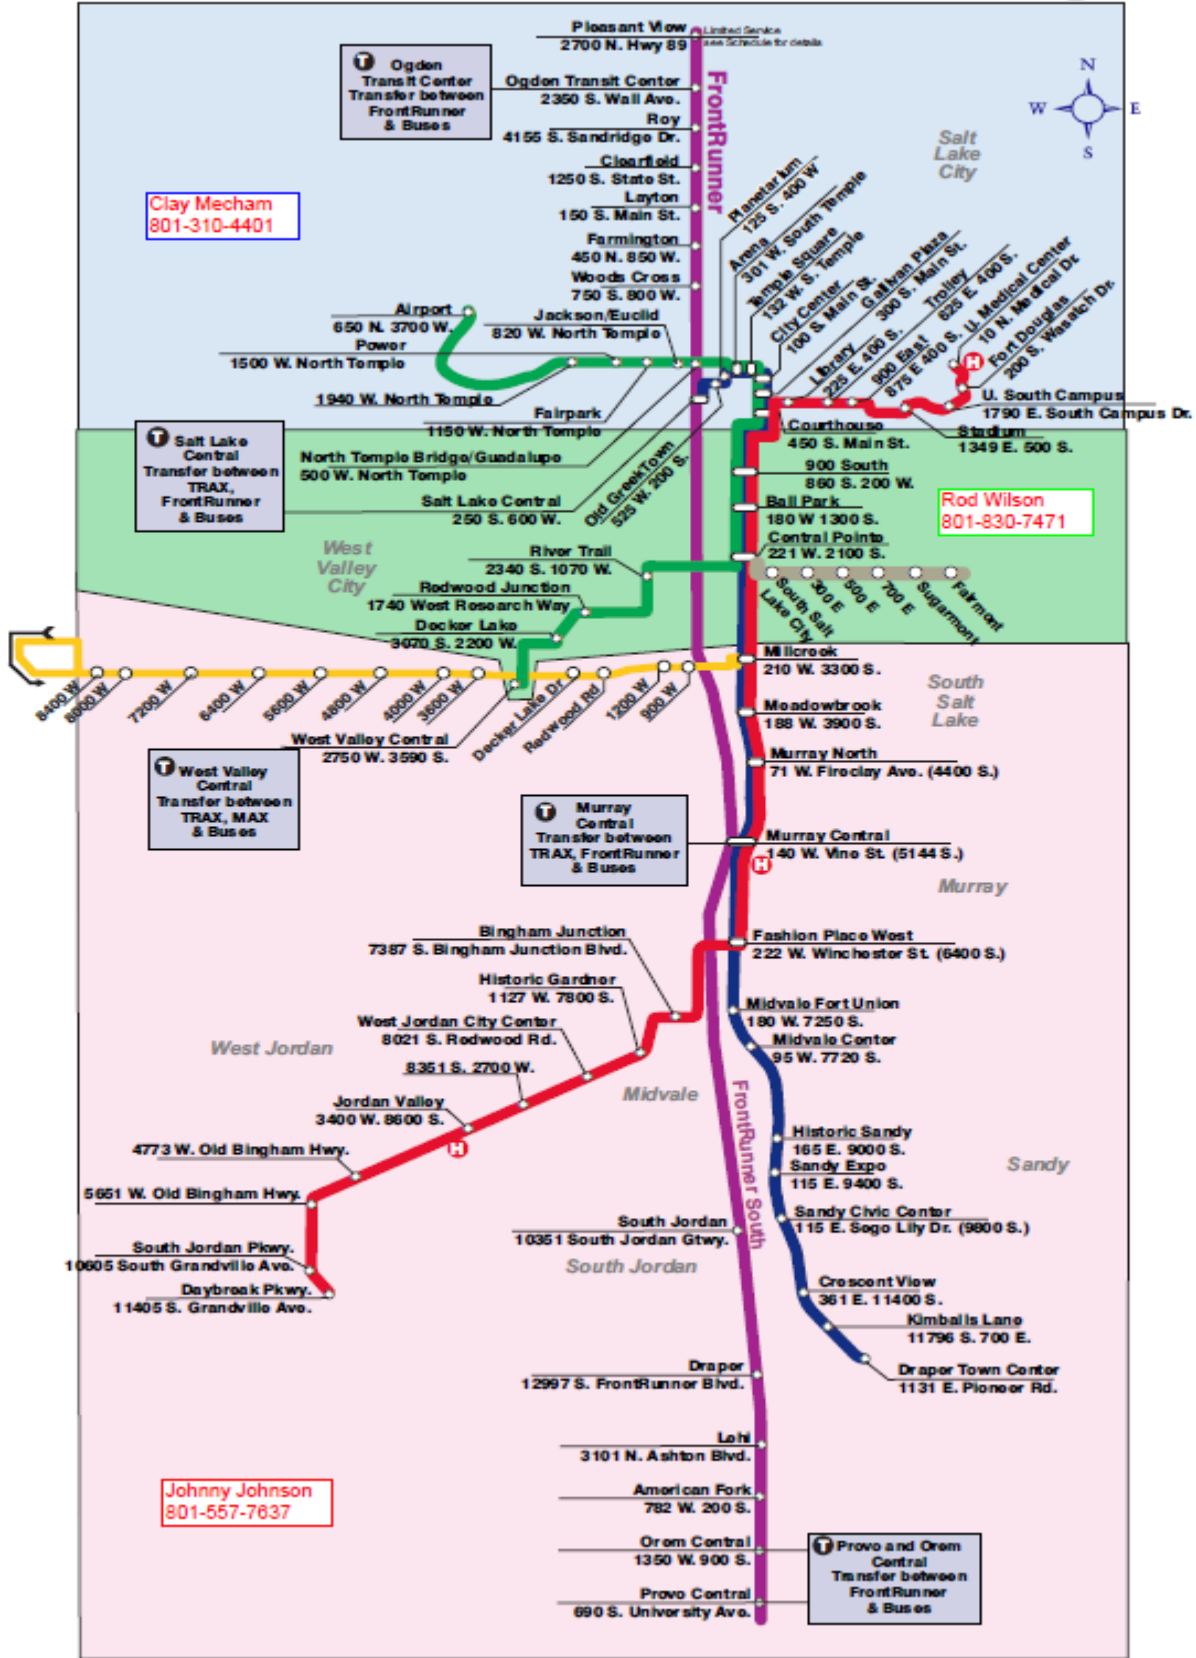 Pleasant View
2700 N. Hwy 89
Limited Service
see Schedule for details
Ogden Transit Center
2350 S. Wall Ave.
Roy
4155 S. Sandridge Dr.
Clearfield
1250 S. State St.
Layton
150 S. Main St.
Farmington
450 N. 850 W.
Woods Cross
750 S. 800 W.
FrontRunner
T Ogden
Transit Center
Transfer between
FrontRunner
& Buses
N
W
E
S
Salt
Lake
City
Clay Mecham
801-310-4401
Planetarium
125 S. 400 W
Arena
301 W. South Temple
Temple Square
132 W. S. Temple
City Center
100 S. Main St.
Gallivan Plaza
300 S. Main St.
Library
225 E. 400 S.
Trolley
625 E. 400 S.
900 East
875 E 400 S.
U. Medical Center
10 N. Medical Dr.
Fort Douglas
200 S. Wasatch Dr.
H
U. South Campus
1790 E. South Campus Dr.
Stadium
1349 E. 500 S.
Airport
650 N. 3700 W.
Jackson/Euclid
820 W. North Temple
Power
1500 W. North Temple
1940 W. North Temple
Fairpark
1150 W. North Temple
North Temple Bridge/Guadalupe
500 W. North Temple
Salt Lake Central
250 S. 600 W.
Old GreekTown
525 W. 200 S.
T Salt Lake
Central
Transfer between
TRAX,
FrontRunner
& Buses
Courthouse
450 S. Main St.
900 South
860 S. 200 W.
Ball Park
180 W 1300 S.
Central Pointe
221 W. 2100 S.
Rod Wilson
801-830-7471
West
Valley
City
River Trail
2340 S. 1070 W.
Redwood Junction
1740 West Research Way
Decker Lake
3070 S. 2200 W.
South Salt
Lake City
300 E
500 E
700 E
Sugarmont
Fairmont
8400 W
8000 W
7200 W
6400 W
5600 W
4800 W
4000 W
3600 W
Decker Lake Dr
Redwood Rd
1200 W
900 W
Millcreek
210 W. 3300 S.
Meadowbrook
188 W. 3900 S.
South
Salt
Lake
West Valley Central
2750 W. 3590 S.
T West Valley
Central
Transfer between
TRAX, MAX
& Buses
Murray North
71 W. Fireclay Ave. (4400 S.)
T Murray
Central
Transfer between
TRAX, FrontRunner
& Buses
Murray Central
140 W. Vine St. (5144 S.)
H
Murray
Fashion Place West
222 W. Winchester St. (6400 S.)
Bingham Junction
7387 S. Bingham Junction Blvd.
Historic Gardner
1127 W. 7800 S.
West Jordan City Center
8021 S. Redwood Rd.
8351 S. 2700 W.
Jordan Valley
3400 W. 8600 S.
H
4773 W. Old Bingham Hwy.
5651 W. Old Bingham Hwy.
South Jordan Pkwy.
10605 South Grandville Ave.
Daybreak Pkwy.
11405 S. Grandville Ave.
West Jordan
Midvale
Midvale Fort Union
180 W. 7250 S.
Midvale Center
95 W. 7720 S.
Historic Sandy
165 E. 9000 S.
Sandy Expo
115 E. 9400 S.
Sandy
Sandy Civic Center
115 E. Sego Lily Dr. (9800 S.)
FrontRunner South
South Jordan
10351 South Jordan Gtwy.
South Jordan
Crescent View
361 E. 11400 S.
Kimballs Lane
11796 S. 700 E.
Draper Town Center
1131 E. Pioneer Rd.
Draper
12997 S. FrontRunner Blvd.
Lehi
3101 N. Ashton Blvd.
American Fork
782 W. 200 S.
Orem Central
1350 W. 900 S.
Provo Central
690 S. University Ave.
Johnny Johnson
801-557-7637
T Provo and Orem
Central
Transfer between
FrontRunner
& Buses